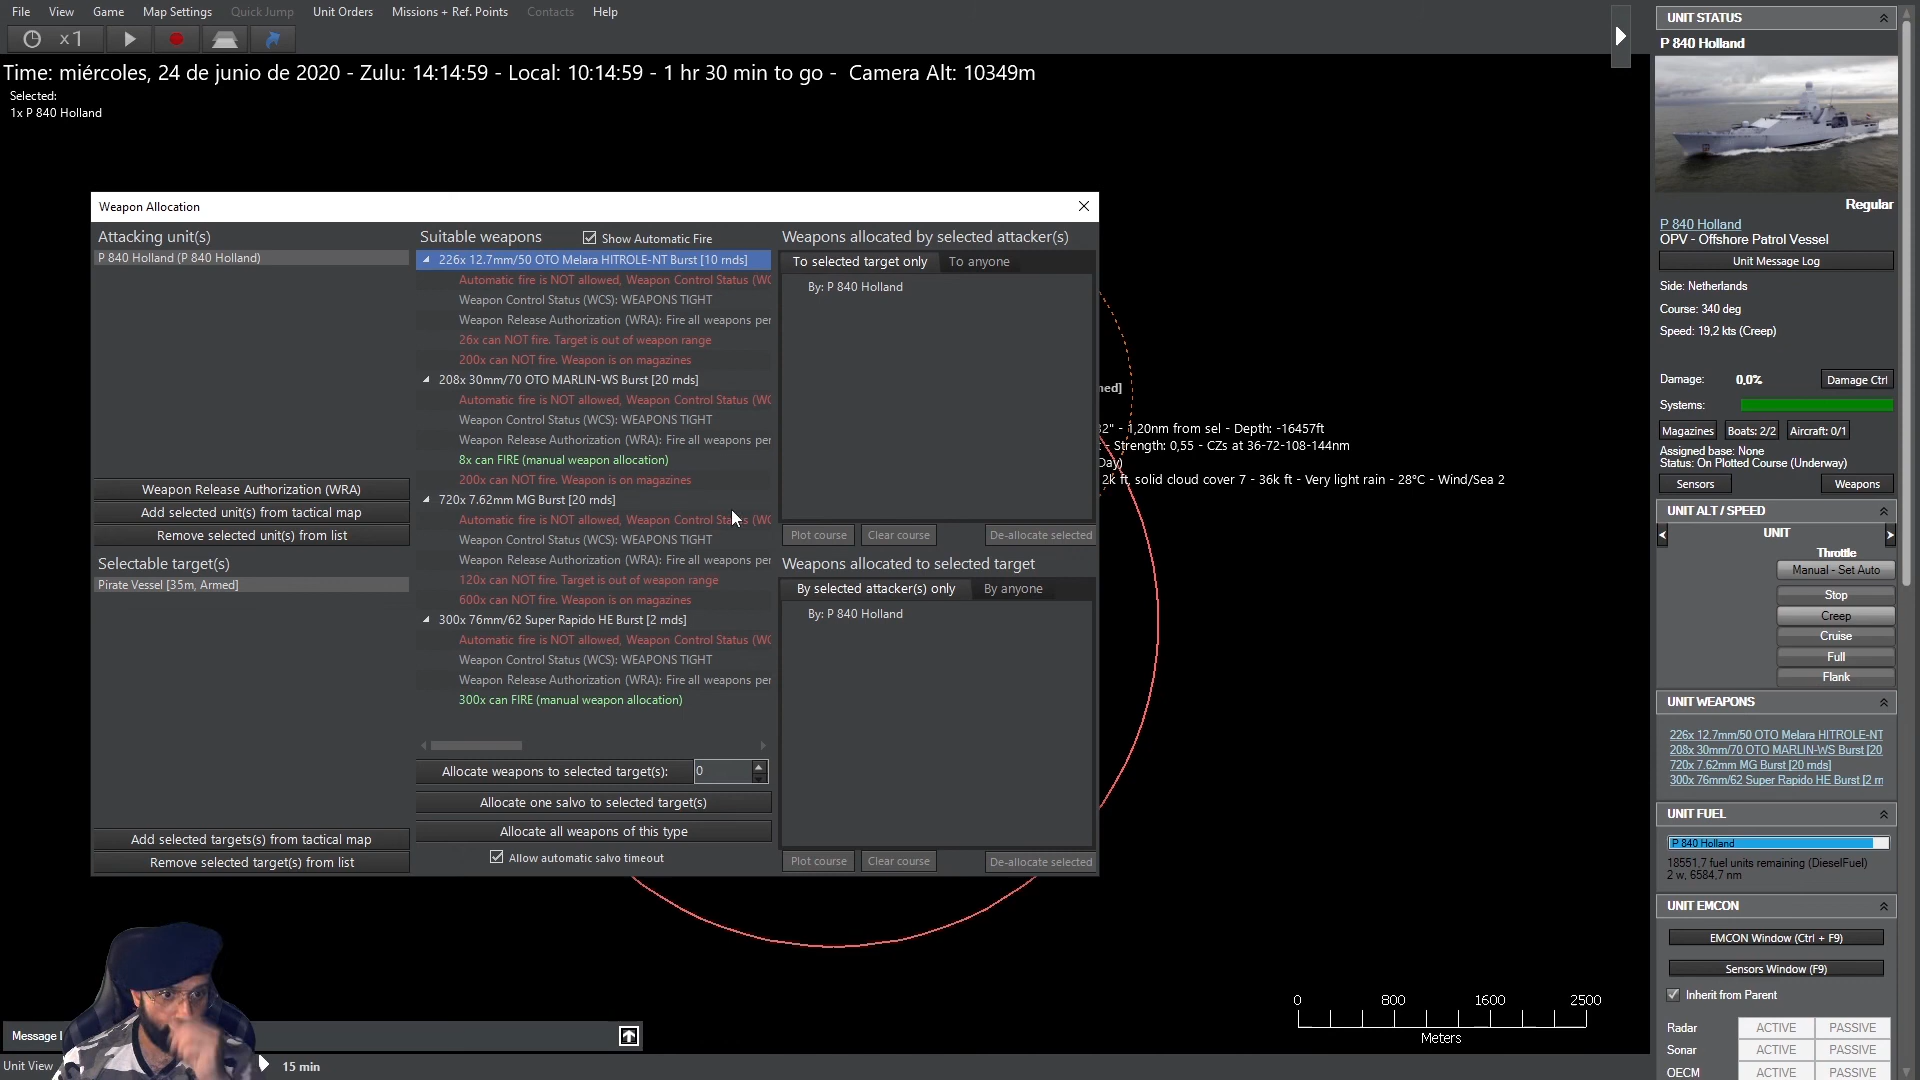 File View Game Map Settings Quick Jump Unit Orders Missions + Ref. Points Contacts Help
x1
Time: miércoles, 24 de junio de 2020 - Zulu: 14:14:59 - Local: 10:14:59 - 1 hr 30 min to go - Camera Alt: 10349m
Selected:
1x P 840 Holland
Weapon Allocation
Attacking unit(s)
P 840 Holland (P 840 Holland)
Weapon Release Authorization (WRA)
Add selected unit(s) from tactical map
Remove selected unit(s) from list
Selectable target(s)
Pirate Vessel [35m, Armed]
Add selected targets(s) from tactical map
Remove selected target(s) from list
Suitable weapons Show Automatic Fire
226x 12.7mm/50 OTO Melara HITROLE-NT Burst [10 rnds]
Automatic fire is NOT allowed, Weapon Control Status (WC
Weapon Control Status (WCS): WEAPONS TIGHT
Weapon Release Authorization (WRA): Fire all weapons per
26x can NOT fire. Target is out of weapon range
200x can NOT fire. Weapon is on magazines
208x 30mm/70 OTO MARLIN-WS Burst [20 rnds]
Automatic fire is NOT allowed, Weapon Control Status (WC
Weapon Control Status (WCS): WEAPONS TIGHT
Weapon Release Authorization (WRA): Fire all weapons per
8x can FIRE (manual weapon allocation)
200x can NOT fire. Weapon is on magazines
720x 7.62mm MG Burst [20 rnds]
Automatic fire is NOT allowed, Weapon Control Status (WC
Weapon Control Status (WCS): WEAPONS TIGHT
Weapon Release Authorization (WRA): Fire all weapons per
120x can NOT fire. Target is out of weapon range
600x can NOT fire. Weapon is on magazines
300x 76mm/62 Super Rapido HE Burst [2 rnds]
Automatic fire is NOT allowed, Weapon Control Status (WC
Weapon Control Status (WCS): WEAPONS TIGHT
Weapon Release Authorization (WRA): Fire all weapons per
300x can FIRE (manual weapon allocation)
Allocate weapons to selected target(s): 0
Allocate one salvo to selected target(s)
Allocate all weapons of this type
Allow automatic salvo timeout
Weapons allocated by selected attacker(s)
To selected target only To anyone
By: P 840 Holland
Plot course Clear course De-allocate selected
Weapons allocated to selected target
By selected attacker(s) only By anyone
By: P 840 Holland
Plot course Clear course De-allocate selected
ned]
32" - 1,20nm from sel - Depth: -16457ft
- Strength: 0,55 - CZs at 36-72-108-144nm
Day)
2k ft, solid cloud cover 7 - 36k ft - Very light rain - 28°C - Wind/Sea 2
0 800 1600 2500
Meters
Message l
Unit View 15 min
UNIT STATUS
P 840 Holland
Regular
P 840 Holland
OPV - Offshore Patrol Vessel
Unit Message Log
Side: Netherlands
Course: 340 deg
Speed: 19,2 kts (Creep)
Damage: 0,0% Damage Ctrl
Systems:
Magazines Boats: 2/2 Aircraft: 0/1
Assigned base: None
Status: On Plotted Course (Underway)
Sensors Weapons
UNIT ALT / SPEED
UNIT
Throttle
Manual - Set Auto
Stop
Creep
Cruise
Full
Flank
UNIT WEAPONS
226x 12.7mm/50 OTO Melara HITROLE-NT
208x 30mm/70 OTO MARLIN-WS Burst [20
720x 7.62mm MG Burst [20 rnds]
300x 76mm/62 Super Rapido HE Burst [2 rn
UNIT FUEL
P 840 Holland
18551,7 fuel units remaining (DieselFuel)
2 w, 6584,7 nm
UNIT EMCON
EMCON Window (Ctrl + F9)
Sensors Window (F9)
Inherit from Parent
Radar ACTIVE PASSIVE
Sonar ACTIVE PASSIVE
OECM ACTIVE PASSIVE